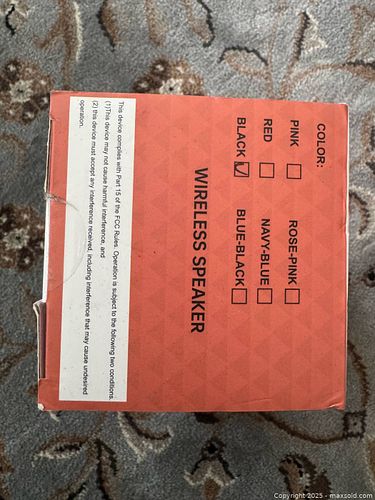 COLOR:
PINK ☐ ROSE-PINK ☐
RED ☐ NAVY-BLUE ☐
BLACK ☑ BLUE-BLACK ☐
WIRELESS SPEAKER
This device complies with Part 15 of the FCC Rules. Operation is subject to the following two conditions.
(1)This device may not cause harmful interference, and
(2) this device must accept any interference received, including interference that may cause undesired
operation.
Copyright 2025 - maxsold.com